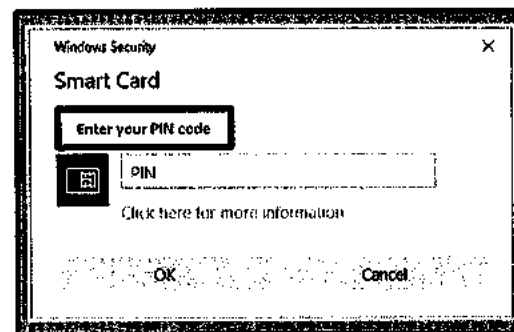 Windows Security
Smart Card
Enter your PIN code
PIN
Click here for more information
OK
Cancel